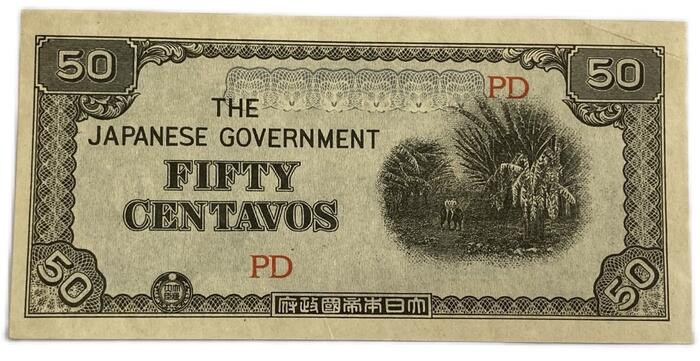 50 50
PD
THE
JAPANESE GOVERNMENT
FIFTY
CENTAVOS
PD
50 50
府政國帝本日大